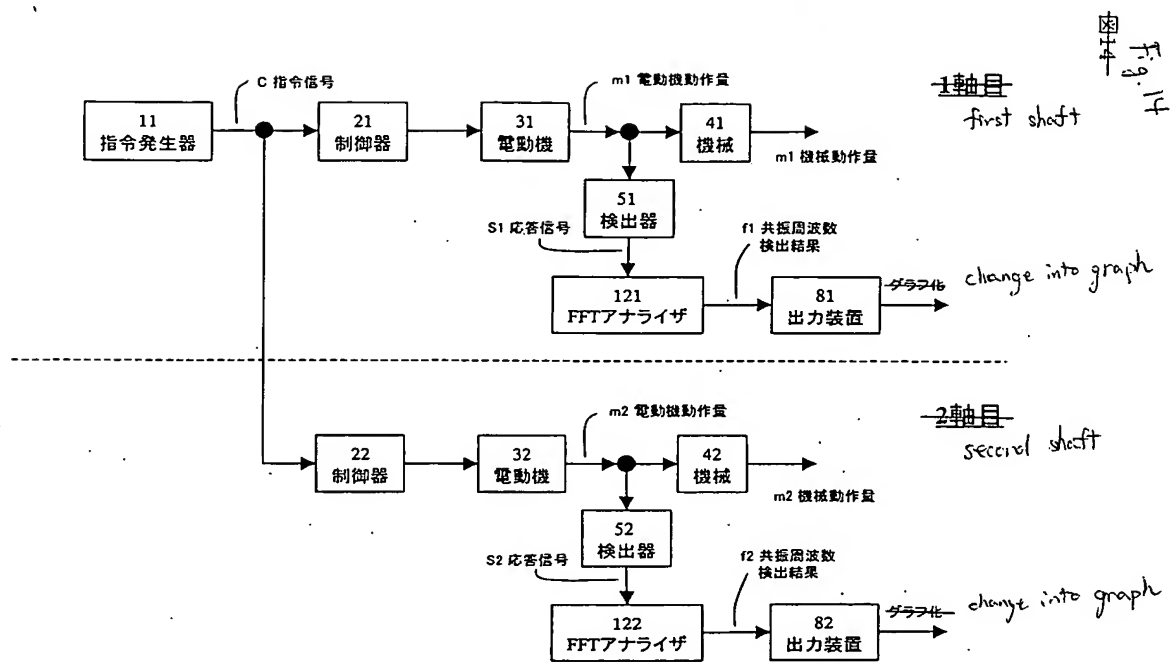 Fig. 14
C 指令信号
m1 電動機動作量
1軸目
first shaft
11
指令発生器
21
制御器
31
電動機
41
機械
m1 機械動作量
51
検出器
S1 応答信号
f1 共振周波数
検出結果
121
FFTアナライザ
81
出力装置
グラフ化
change into graph
m2 電動機動作量
2軸目
second shaft
22
制御器
32
電動機
42
機械
m2 機械動作量
52
検出器
S2 応答信号
f2 共振周波数
検出結果
122
FFTアナライザ
82
出力装置
グラフ化
change into graph